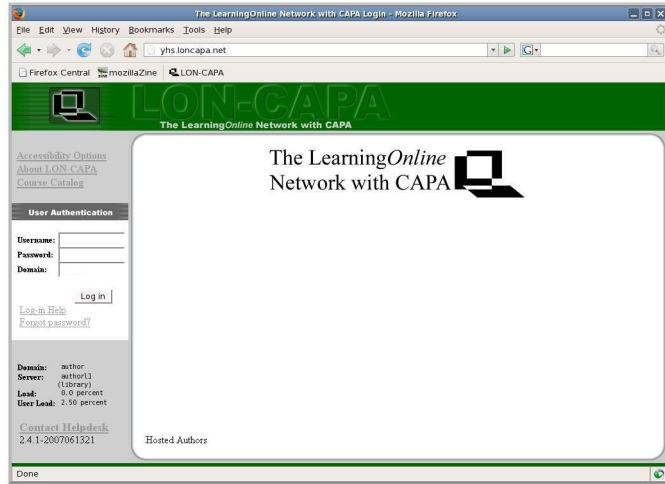 The LearningOnline Network with CAPA Login - Mozilla Firefox
File Edit View History Bookmarks Tools Help
yhs.loncapa.net
G
Firefox Central mozillaZine LON-CAPA
LON-CAPA
The LearningOnline Network with CAPA
Accessibility Options
About LON-CAPA
Course Catalog
User Authentication
Username:
Password:
Domain:
Log in
Log-in Help
Forgot password?
Domain: author
Server: authorl1
(library)
Load: 0.0 percent
User Load: 2.50 percent
Contact Helpdesk
2.4.1-2007061321
The LearningOnline
Network with CAPA
Hosted Authors
Done